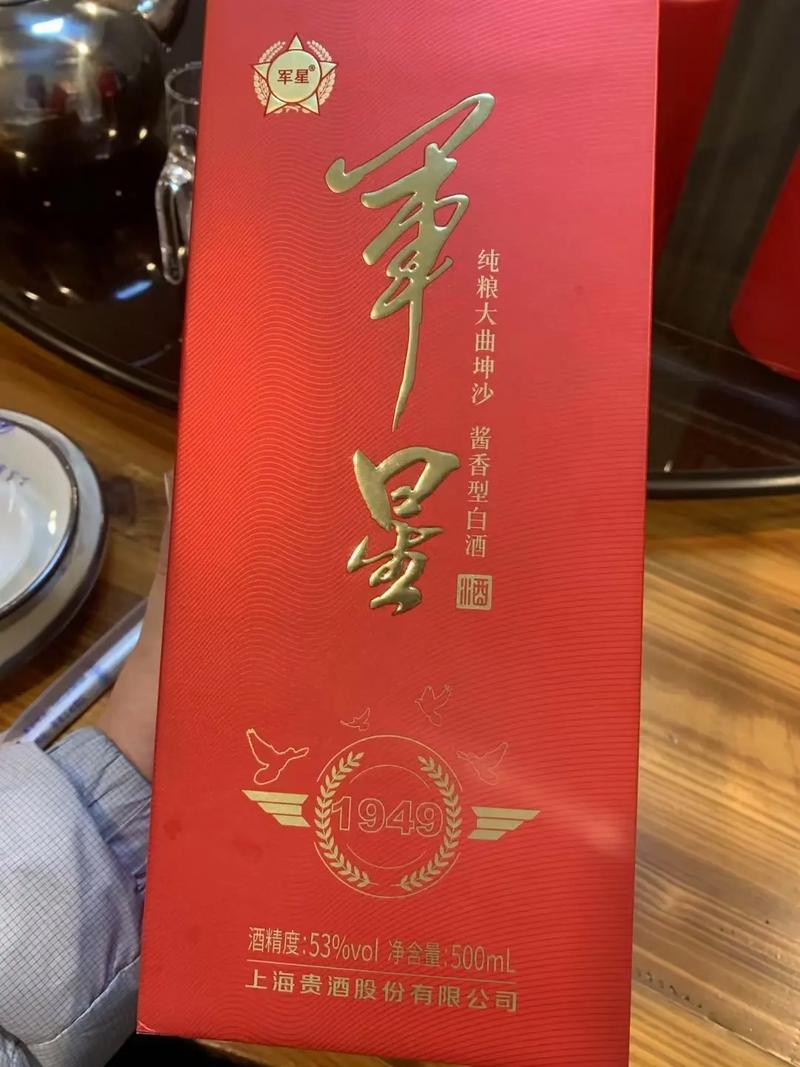 军星®
军星
纯粮大曲坤沙 酱香型白酒
酒
1949
酒精度:53%vol 净含量:500mL
上海贵酒股份有限公司